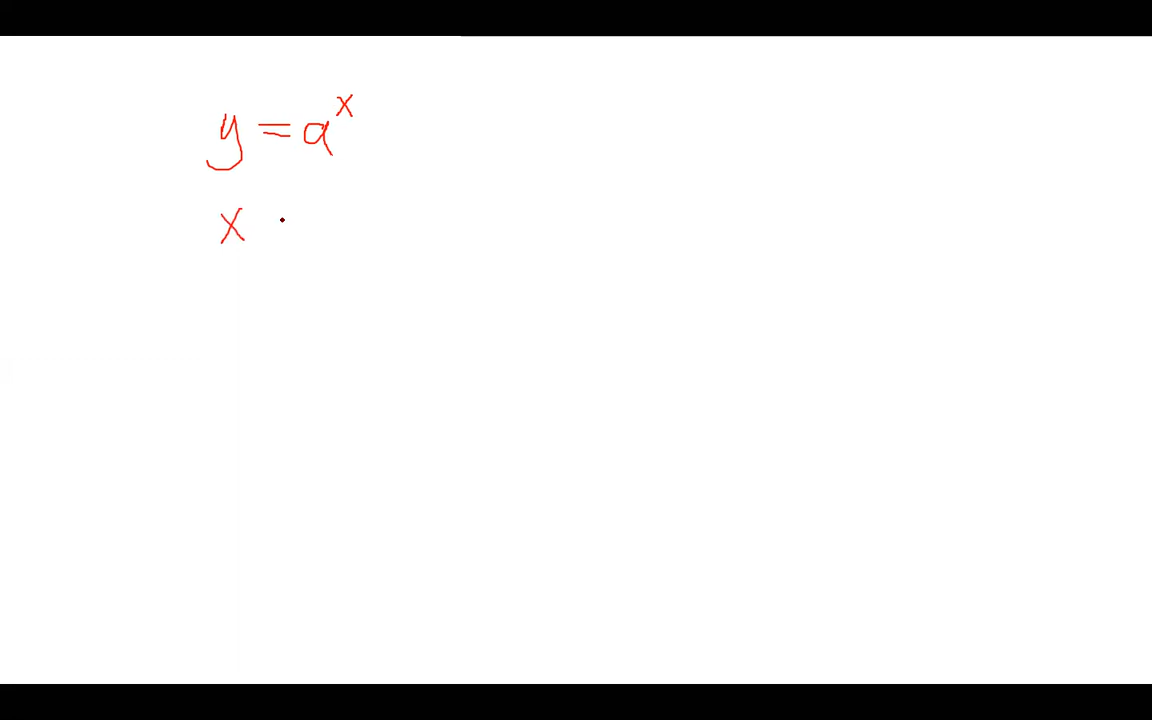 y = a^x
x